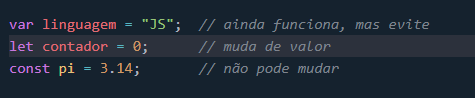 var linguagem = "JS";  // ainda funciona, mas evite
let contador = 0;      // muda de valor
const pi = 3.14;       // não pode mudar